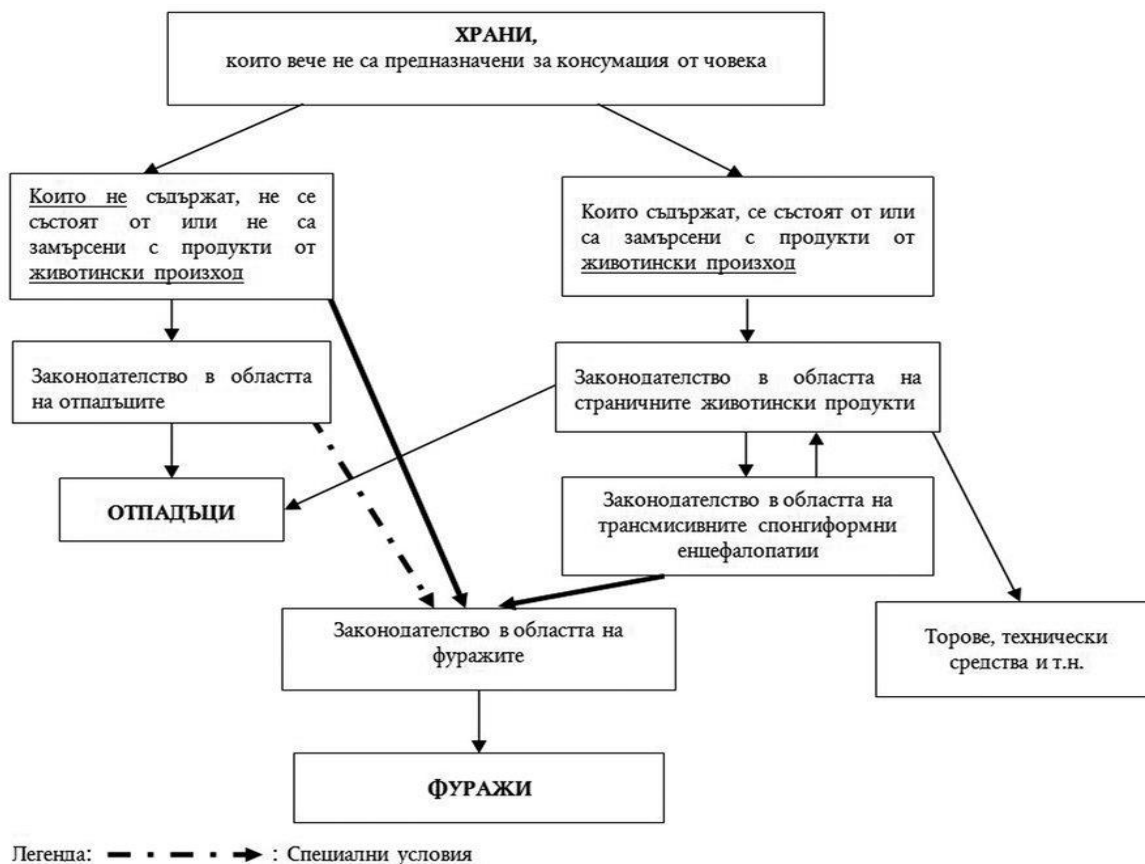 ХРАНИ,
които вече не са предназначени за консумация от човека
Които не съдържат, не се
състоят от или не са
замърсени с продукти от
животински произход
Които съдържат, се състоят от или
са замърсени с продукти от
животински произход
Законодателство в областта
на отпадъците
Законодателство в областта на
страничните животински продукти
ОТПАДЪЦИ
Законодателство в областта на
трансмисивните спонгиформни
енцефалопатии
Законодателство в областта на
фуражите
Торове, технически
средства и т.н.
ФУРАЖИ
Легенда: : Специални условия